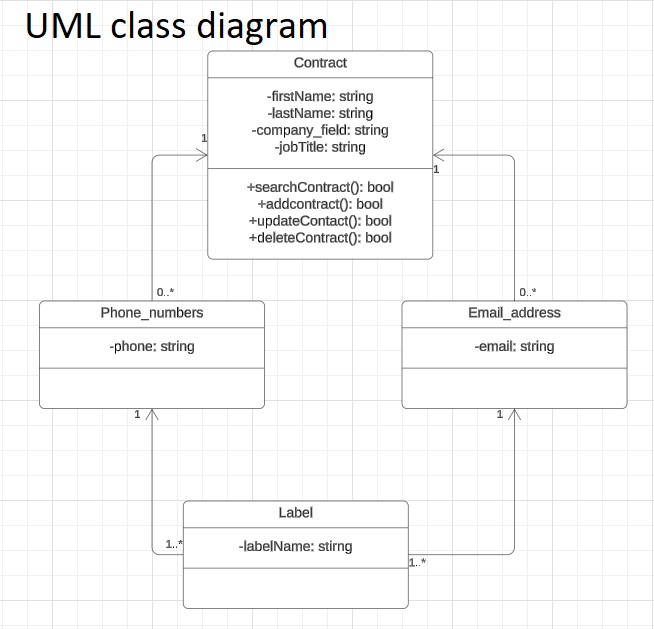 UML class diagram
Contract
-firstName: string
-lastName: string
-company_field: string
-jobTitle: string
+searchContract(): bool
+addcontract(): bool
+updateContact(): bool
+deleteContract(): bool
1
1
0..*
0..*
Phone_numbers
-phone: string
Email_address
-email: string
1
1
Label
-labelName: stirng
1..*
1..*